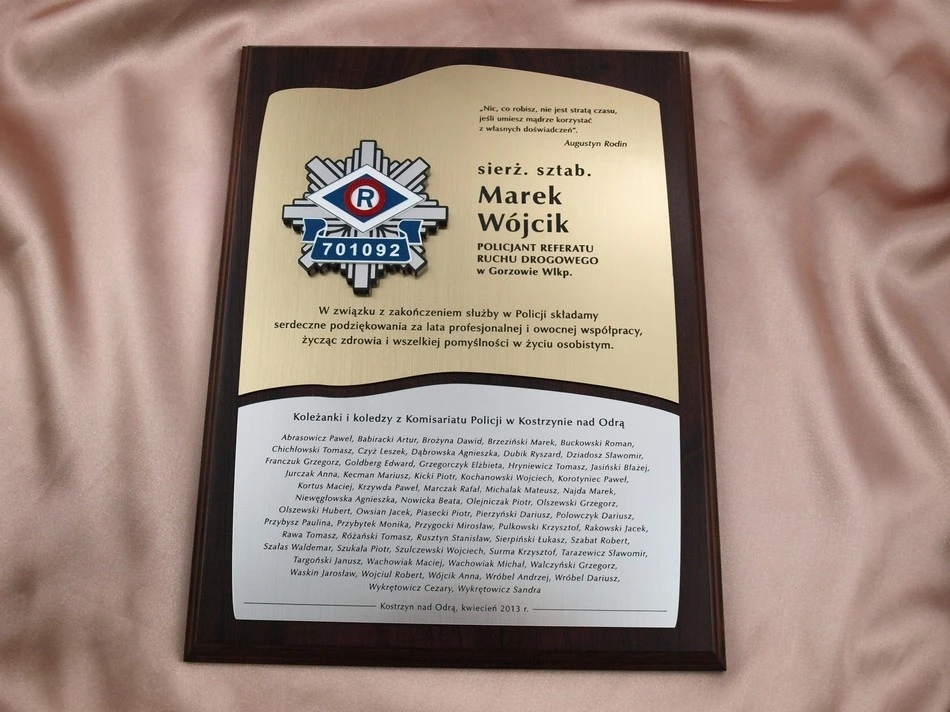 „Nic, co robisz, nie jest stratą czasu,
jeśli umiesz mądrze korzystać
z własnych doświadczeń”.
Augustyn Rodin
sierż. sztab.
Marek
Wójcik
POLICJANT REFERATU
RUCHU DROGOWEGO
w Gorzowie Wlkp.
R
701092
W związku z zakończeniem służby w Policji składamy
serdeczne podziękowania za lata profesjonalnej i owocnej współpracy,
życząc zdrowia i wszelkiej pomyślności w życiu osobistym.
Koleżanki i koledzy z Komisariatu Policji w Kostrzynie nad Odrą
Abrasowicz Paweł, Babiracki Artur, Brożyna Dawid, Brzeziński Marek, Buckowski Roman,
Chichłowski Tomasz, Czyż Leszek, Dąbrowska Agnieszka, Dubik Ryszard, Dziadosz Sławomir,
Franczuk Grzegorz, Goldberg Edward, Grzegorczyk Elżbieta, Hryniewicz Tomasz, Jasiński Błażej,
Jurczak Anna, Kecman Mariusz, Kicki Piotr, Kochanowski Wojciech, Korotyniec Paweł,
Kortus Maciej, Krzywda Paweł, Marczak Rafał, Michalak Mateusz, Najda Marek,
Niewęgłowska Agnieszka, Nowicka Beata, Olejniczak Piotr, Olszewski Grzegorz,
Olszewski Hubert, Owsian Jacek, Piasecki Piotr, Pierzyński Dariusz, Polowczyk Dariusz,
Przybysz Paulina, Przybytek Monika, Przygocki Mirosław, Pulkowski Krzysztof, Rakowski Jacek,
Rawa Tomasz, Różański Tomasz, Rusztyn Stanisław, Sierpiński Łukasz, Szabat Robert,
Szałas Waldemar, Szukała Piotr, Szulczewski Wojciech, Surma Krzysztof, Tarazewicz Sławomir,
Targoński Janusz, Wachowiak Maciej, Wachowiak Michał, Walczyński Grzegorz,
Waskin Jarosław, Wojciul Robert, Wójcik Anna, Wróbel Andrzej, Wróbel Dariusz,
Wykrętowicz Cezary, Wykrętowicz Sandra
Kostrzyn nad Odrą, kwiecień 2013 r.